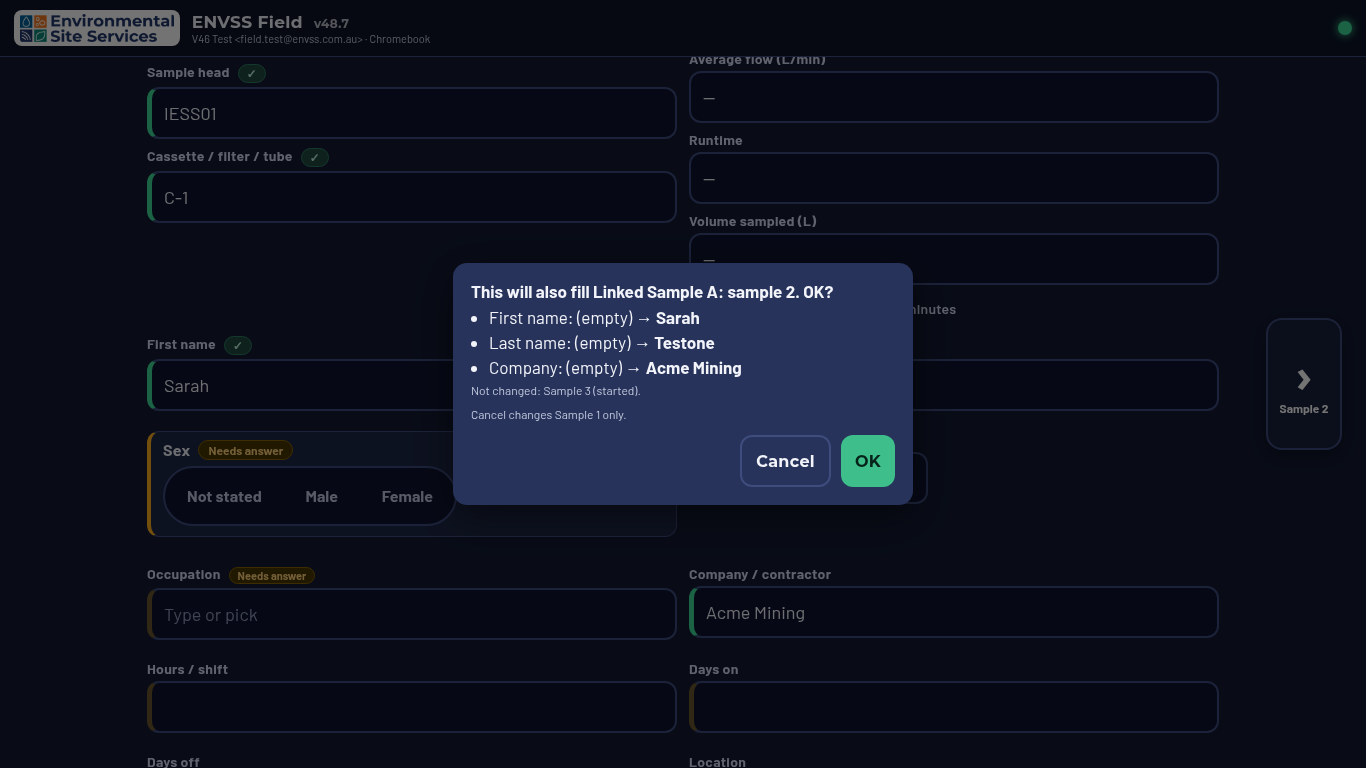 Environmental
Site Services
ENVSS Field v48.7
V46 Test <field.test@envss.com.au> · Chromebook
Sample head ✓
IESS01
Cassette / filter / tube ✓
C-1
Average flow (L/min)
—
Runtime
—
Volume sampled (L)
—
minutes
This will also fill Linked Sample A: sample 2. OK?
• First name: (empty) → Sarah
• Last name: (empty) → Testone
• Company: (empty) → Acme Mining
Not changed: Sample 3 (started).
Cancel changes Sample 1 only.
Cancel
OK
First name ✓
Sarah
Sex Needs answer
Not stated Male Female
› 
Sample 2
Occupation Needs answer
Type or pick
Company / contractor
Acme Mining
Hours / shift
Days on
Days off
Location